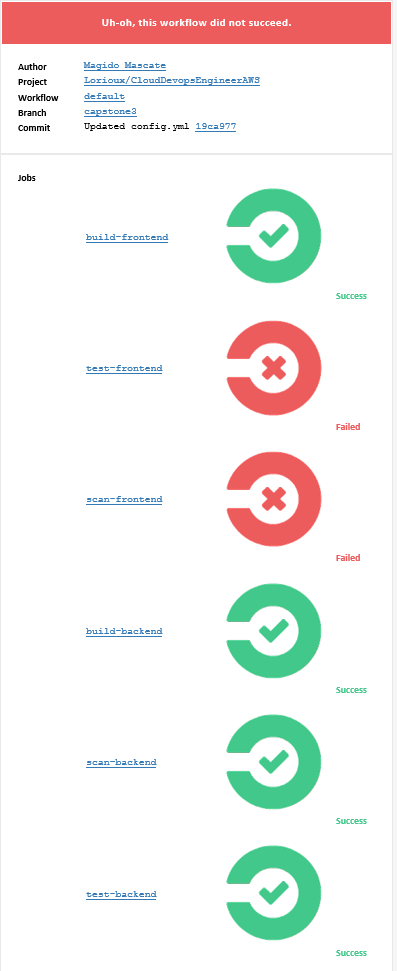 Uh-oh, this workflow did not succeed.
Author Magido Mascate
Project Lorioux/CloudDevopsEngineerAWS
Workflow default
Branch capstone3
Commit Updated config.yml 19ca977
Jobs
build-frontend
Success
test-frontend
Failed
scan-frontend
Failed
build-backend
Success
scan-backend
Success
test-backend
Success